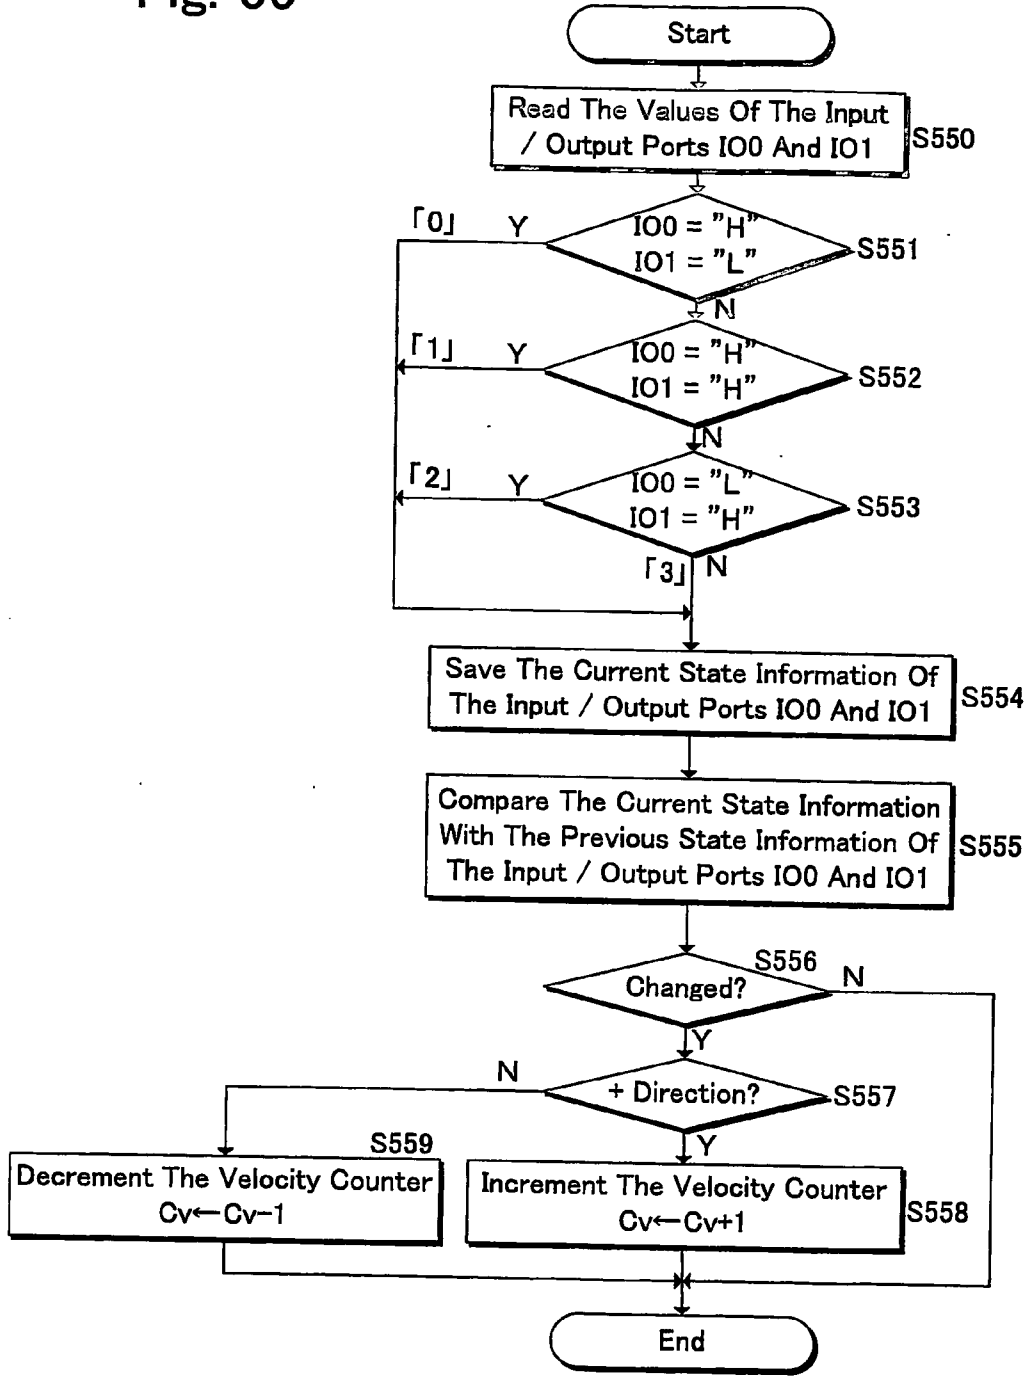 Start
Read The Values Of The Input
/ Output Ports IO0 And IO1
S550
「0」 Y
IO0 = "H"
IO1 = "L"
S551
N
「1」 Y
IO0 = "H"
IO1 = "H"
S552
N
「2」 Y
IO0 = "L"
IO1 = "H"
S553
「3」 N
Save The Current State Information Of
The Input / Output Ports IO0 And IO1
S554
Compare The Current State Information
With The Previous State Information Of
The Input / Output Ports IO0 And IO1
S555
S556
Changed?
N
Y
N
+ Direction?
S557
Y
S559
Decrement The Velocity Counter
Cv←Cv-1
Increment The Velocity Counter
Cv←Cv+1
S558
End